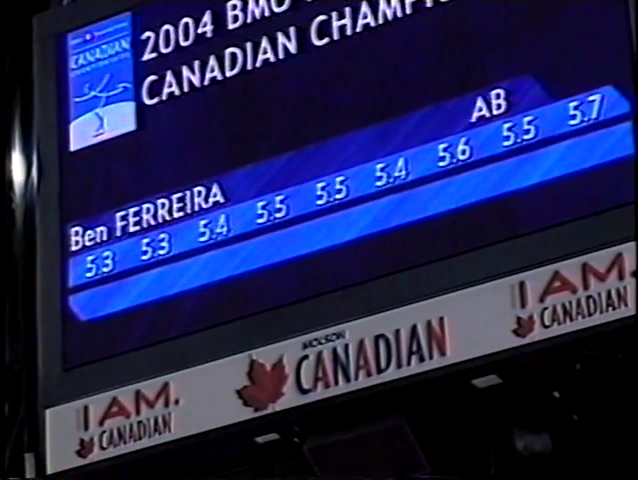 CANADIAN
2004 BMO
CANADIAN CHAMPIO
AB
Ben FERREIRA
5.3 5.3 5.4 5.5 5.5 5.4 5.6 5.5 5.7
I AM.
CANADIAN
MOLSON
CANADIAN
I AM.
CANADIAN